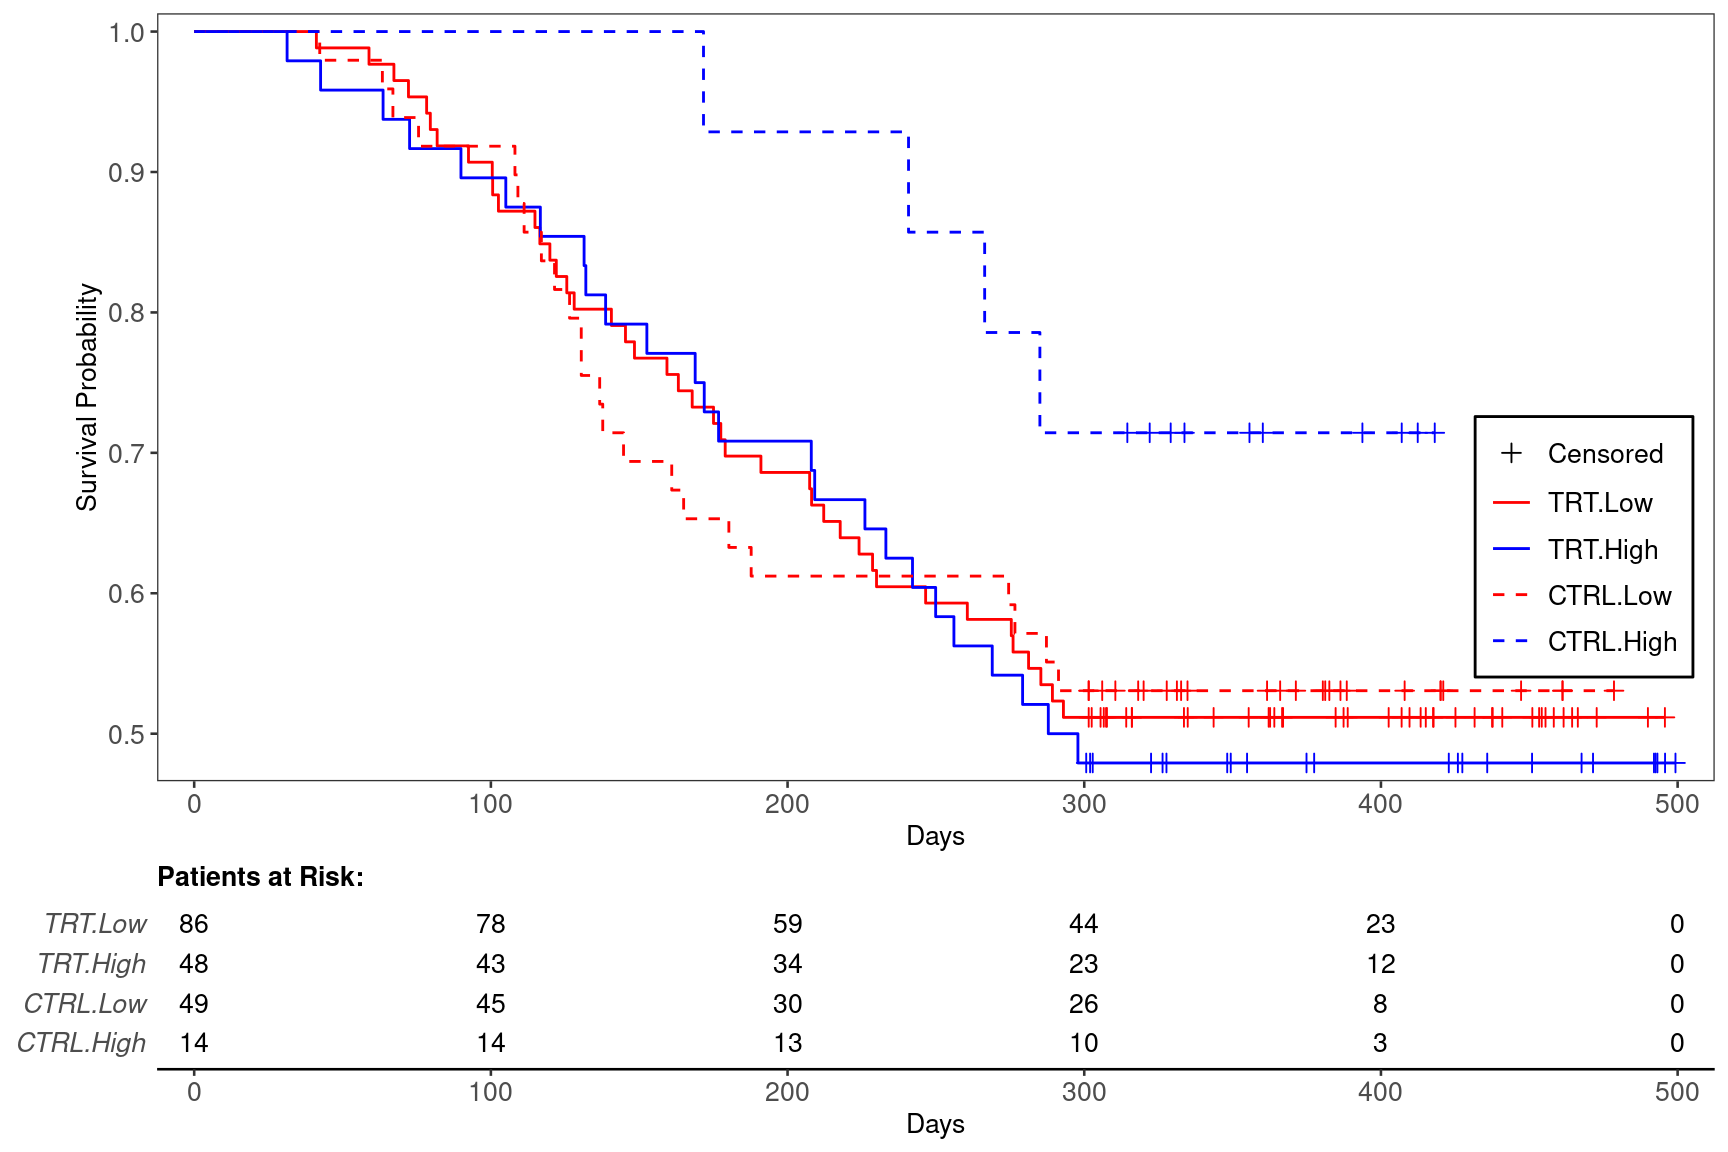 1.0
0.9
0.8
0.7
0.6
0.5
Survival Probability
Censored
TRT.Low
TRT.High
CTRL.Low
CTRL.High
0 100 200 300 400 500
Days
Patients at Risk:
TRT.Low 86 78 59 44 23 0
TRT.High 48 43 34 23 12 0
CTRL.Low 49 45 30 26 8 0
CTRL.High 14 14 13 10 3 0
0 100 200 300 400 500
Days